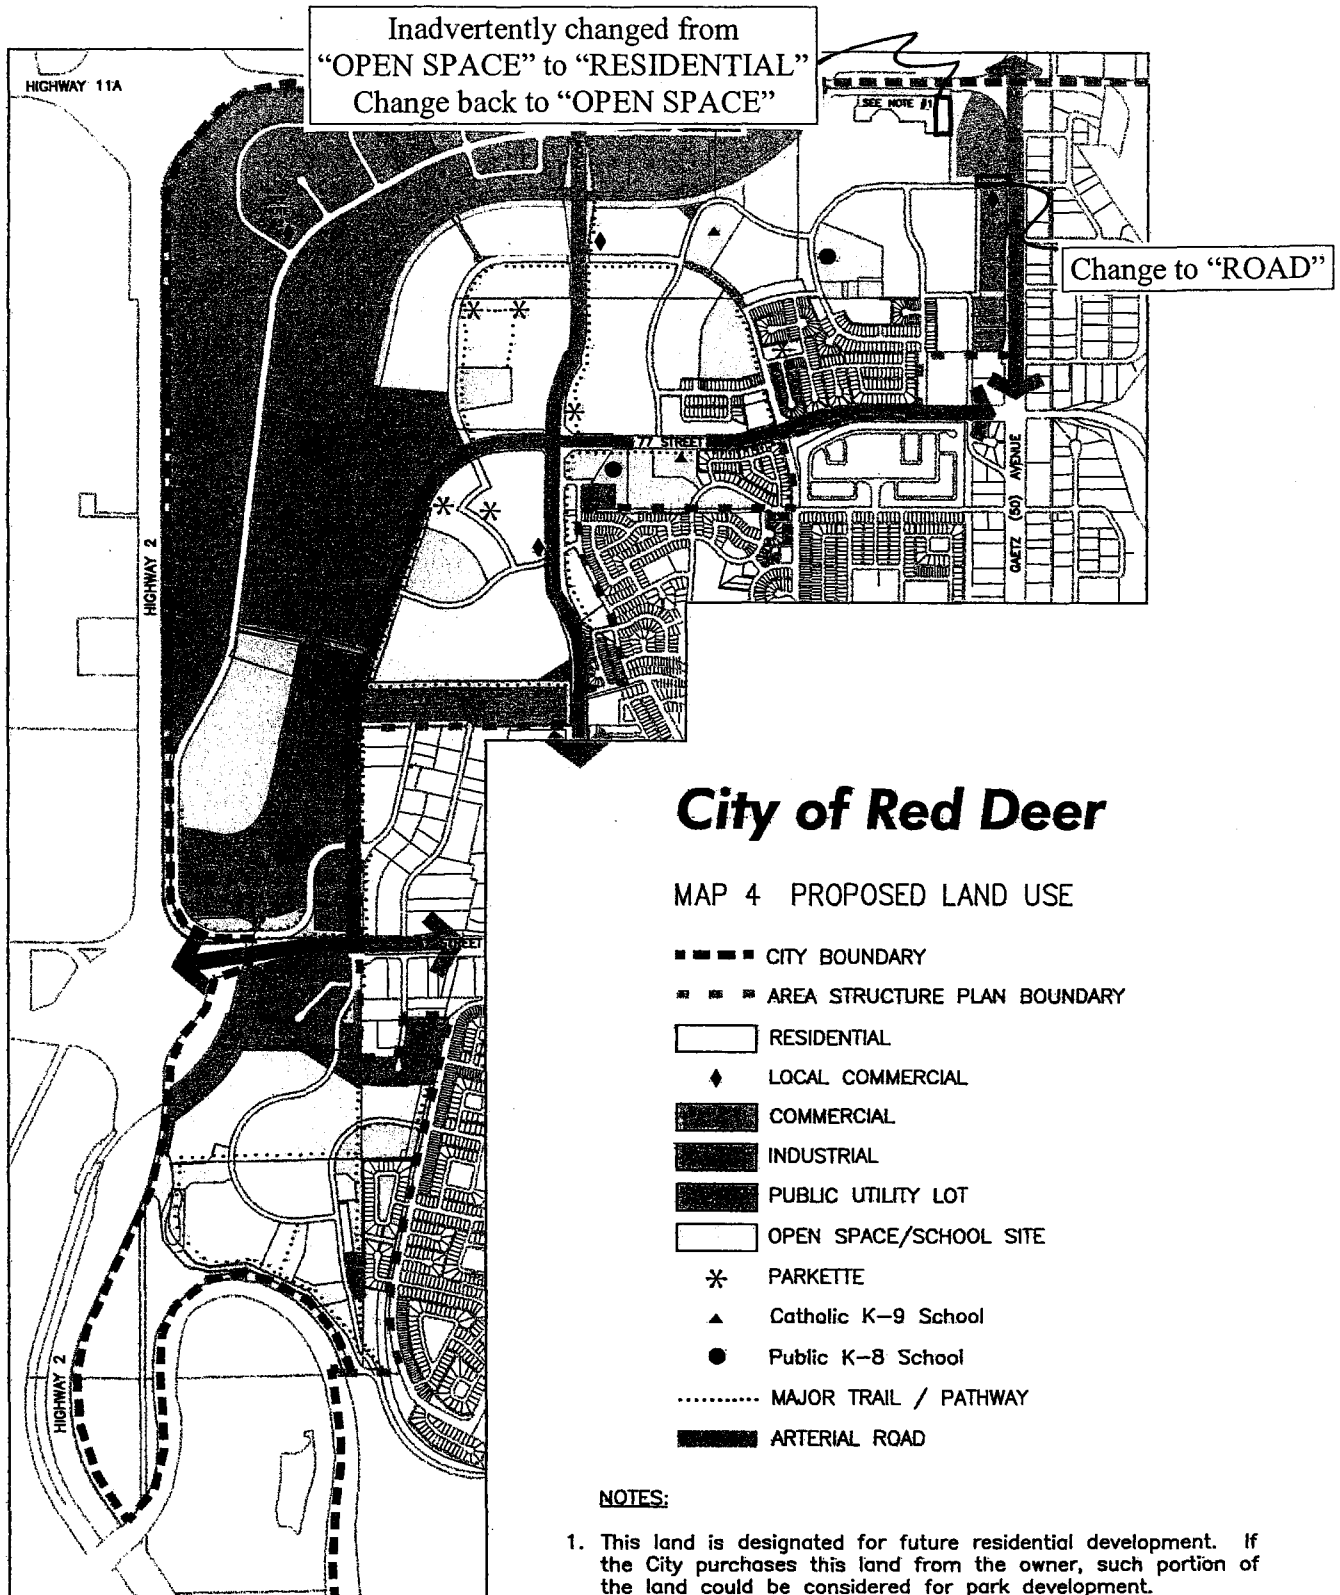 Inadvertently changed from
“OPEN SPACE” to “RESIDENTIAL”
Change back to “OPEN SPACE”
HIGHWAY 11A
SEE NOTE #1
Change to “ROAD”
77 STREET
GAETZ (50) AVENUE
HIGHWAY 2
STREET
City of Red Deer
MAP 4 PROPOSED LAND USE
CITY BOUNDARY
AREA STRUCTURE PLAN BOUNDARY
RESIDENTIAL
LOCAL COMMERCIAL
COMMERCIAL
INDUSTRIAL
PUBLIC UTILITY LOT
OPEN SPACE/SCHOOL SITE
PARKETTE
Catholic K-9 School
Public K-8 School
MAJOR TRAIL / PATHWAY
ARTERIAL ROAD
HIGHWAY 2
NOTES:
1. This land is designated for future residential development. If
the City purchases this land from the owner, such portion of
the land could be considered for park development.